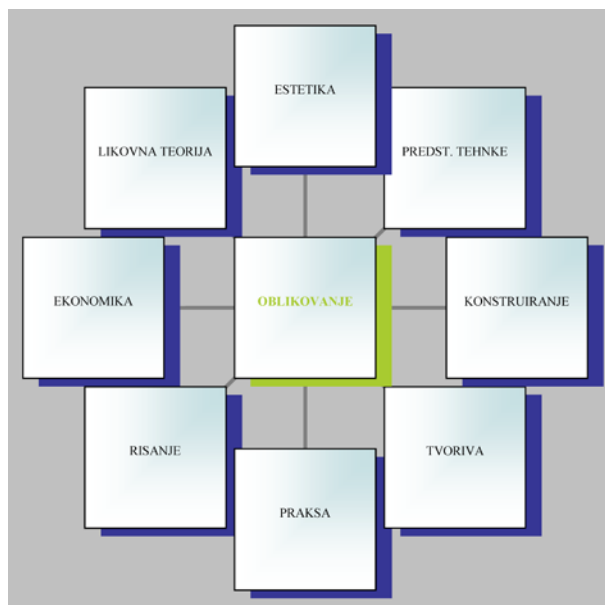 ESTETIKA
LIKOVNA TEORIJA
PREDST. TEHNKE
EKONOMIKA
OBLIKOVANJE
KONSTRUIRANJE
RISANJE
TVORIVA
PRAKSA